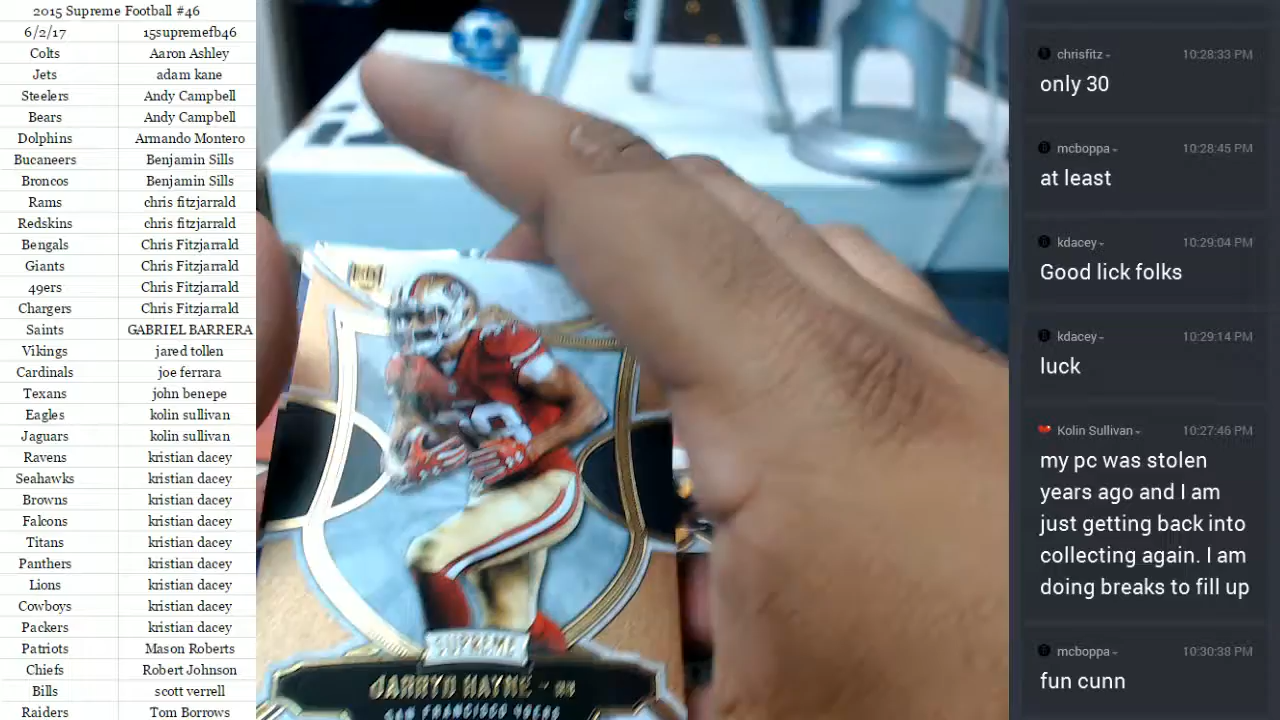 2015 Supreme Football #46
6/2/17 15supremefb46
Colts Aaron Ashley
Jets adam kane
Steelers Andy Campbell
Bears Andy Campbell
Dolphins Armando Montero
Bucaneers Benjamin Sills
Broncos Benjamin Sills
Rams chris fitzjarrald
Redskins chris fitzjarrald
Bengals Chris Fitzjarrald
Giants Chris Fitzjarrald
49ers Chris Fitzjarrald
Chargers Chris Fitzjarrald
Saints GABRIEL BARRERA
Vikings jared tollen
Cardinals joe ferrara
Texans john benepe
Eagles kolin sullivan
Jaguars kolin sullivan
Ravens kristian dacey
Seahawks kristian dacey
Browns kristian dacey
Falcons kristian dacey
Titans kristian dacey
Panthers kristian dacey
Lions kristian dacey
Cowboys kristian dacey
Packers kristian dacey
Patriots Mason Roberts
Chiefs Robert Johnson
Bills scott verrell
Raiders Tom Borrows
SUPREME
JARRYD HAYNE - RB
SAN FRANCISCO 49ERS
chrisfitz 10:28:33 PM
only 30
mcboppa 10:28:45 PM
at least
kdacey 10:29:04 PM
Good lick folks
kdacey 10:29:14 PM
luck
Kolin Sullivan 10:27:46 PM
my pc was stolen
years ago and I am
just getting back into
collecting again. I am
doing breaks to fill up
mcboppa 10:30:38 PM
fun cunn